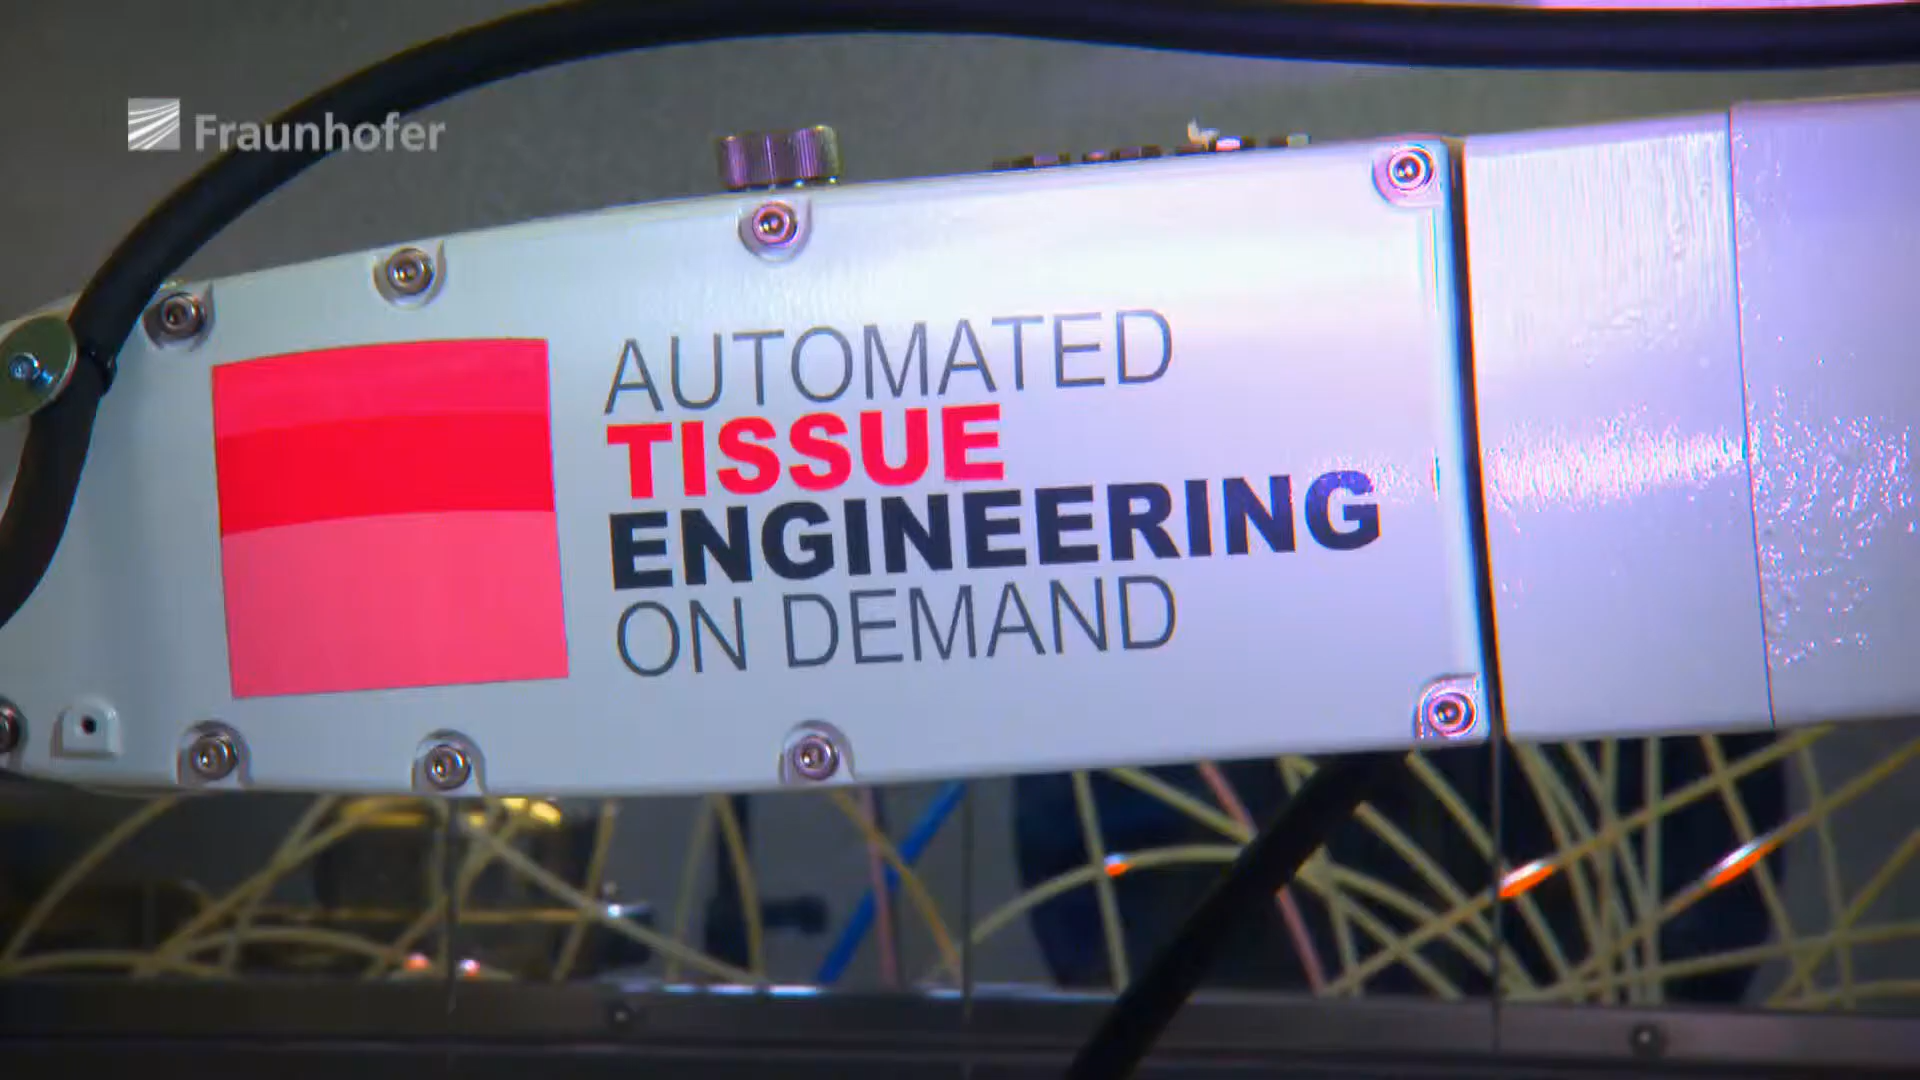 Fraunhofer
AUTOMATED
TISSUE
ENGINEERING
ON DEMAND